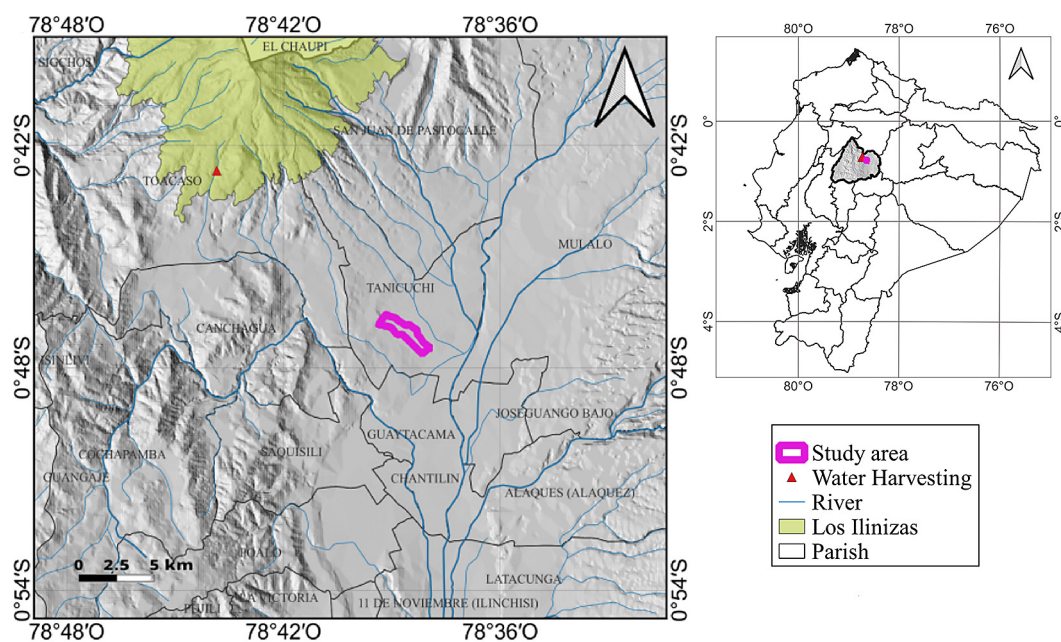 78°48′O 78°42′O 78°36′O
EL CHAUPI
SIGCHOS
SAN JUAN DE PASTOCALLE
0°42′S
0°42′S
TOACASO
MULALO
TANICUCHI
CANCHAGUA
ISINLIVI
0°48′S
0°48′S
JOSEGUANGO BAJO
GUAYTACAMA
COCHAPAMBA
SAQUISILI
GUANGAJE
CHANTILIN
ALAQUES (ALAQUEZ)
POALO
0 2.5 5 km
LATACUNGA
0°54′S
0°54′S
LA VICTORIA
PUJILI
11 DE NOVIEMBRE (ILINCHISI)
78°48′O 78°42′O 78°36′O
80°O 78°O 76°O
0° 0°
2°S 2°S
4°S 4°S
80°O 78°O 76°O
Study area
Water Harvesting
River
Los Ilinizas
Parish